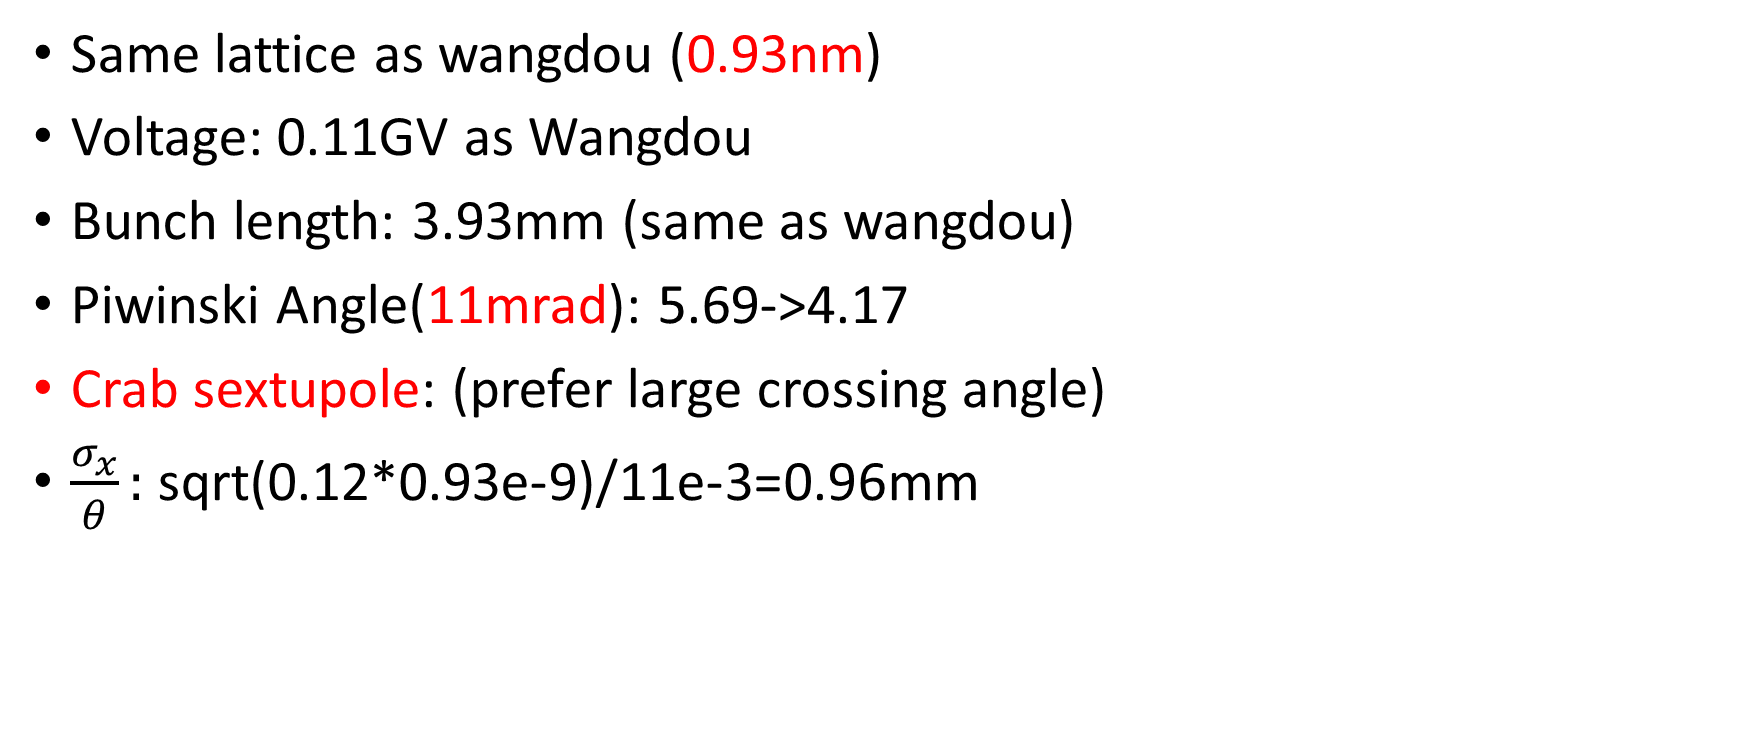 • Same lattice as wangdou (0.93nm)
• Voltage: 0.11GV as Wangdou
• Bunch length: 3.93mm (same as wangdou)
• Piwinski Angle(11mrad): 5.69->4.17
• Crab sextupole: (prefer large crossing angle)
• σx/θ: sqrt(0.12*0.93e-9)/11e-3=0.96mm